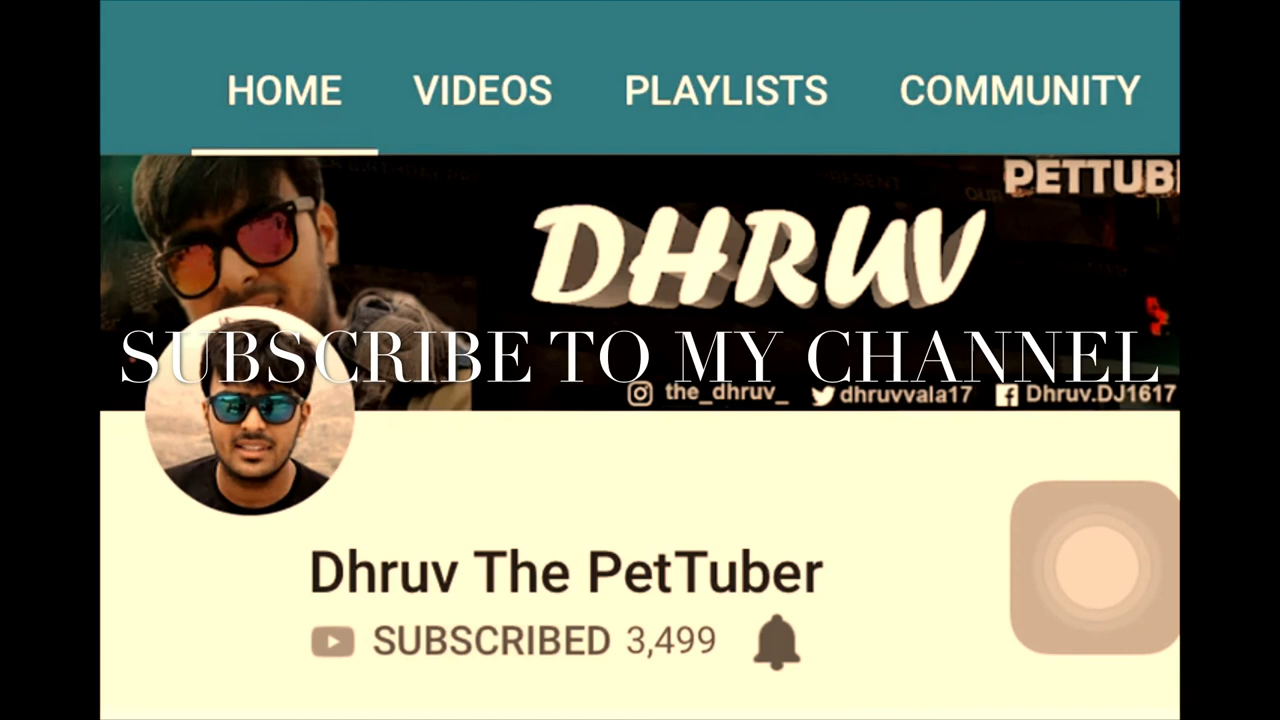 HOME VIDEOS PLAYLISTS COMMUNITY
PETTUB
DHRUV
SUBSCRIBE TO MY CHANNEL
the_dhruv_ dhruvvala17 Dhruv.DJ1617
Dhruv The PetTuber
SUBSCRIBED 3,499